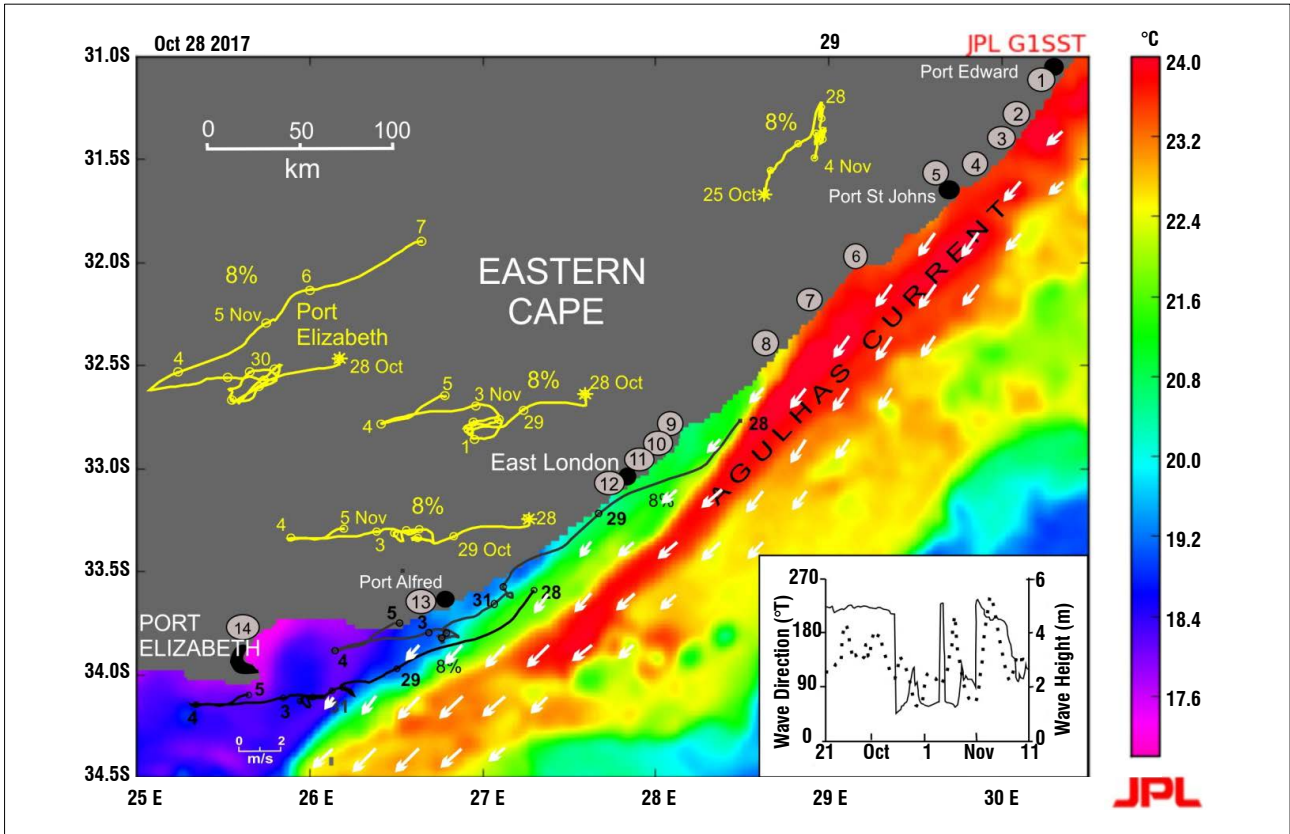 Oct 28 2017
29
JPL G1SST
°C
31.0S
31.5S
32.0S
32.5S
33.0S
33.5S
34.0S
34.5S
25 E
26 E
27 E
28 E
29 E
30 E
24.0
23.2
22.4
21.6
20.8
20.0
19.2
18.4
17.6
JPL
0 50 100
km
Port Edward
1
2
3
4
5
Port St Johns
6
7
8
9
10
11
12
East London
13
Port Alfred
14
PORT
ELIZABETH
EASTERN
CAPE
AGULHAS CURRENT
28
8%
4 Nov
25 Oct
7
8%
6
5 Nov
Port
Elizabeth
4
30
28 Oct
5
3 Nov
8%
28 Oct
4
29
1
8%
4
5 Nov
28
3
29 Oct
28
8%
29
31
28
5
3
4
8%
29
5
4
3
31
0 2
m/s
Wave Direction (°T)
270
180
90
0
Wave Height (m)
6
4
2
0
21
Oct
1
Nov
11